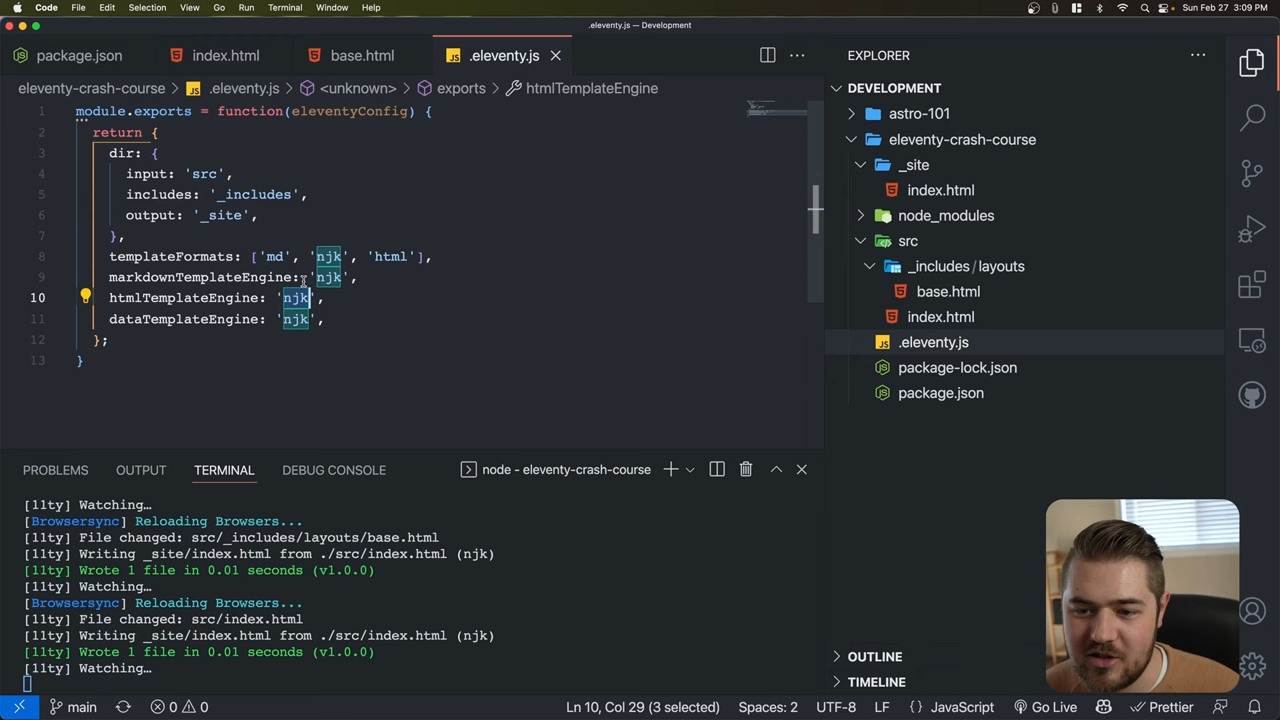 Code File Edit Selection View Go Run Terminal Window Help
Sun Feb 27 3:09 PM
.eleventy.js — Development
package.json index.html base.html .eleventy.js
eleventy-crash-course > .eleventy.js > <unknown> > exports > htmlTemplateEngine
1 module.exports = function(eleventyConfig) {
2 return {
3 dir: {
4 input: 'src',
5 includes: '_includes',
6 output: '_site',
7 },
8 templateFormats: ['md', 'njk', 'html'],
9 markdownTemplateEngine: 'njk',
10 htmlTemplateEngine: 'njk',
11 dataTemplateEngine: 'njk',
12 };
13 }
EXPLORER
DEVELOPMENT
astro-101
eleventy-crash-course
_site
index.html
node_modules
src
_includes / layouts
base.html
index.html
.eleventy.js
package-lock.json
package.json
OUTLINE
TIMELINE
PROBLEMS OUTPUT TERMINAL DEBUG CONSOLE
node - eleventy-crash-course
[11ty] Watching…
[Browsersync] Reloading Browsers...
[11ty] File changed: src/_includes/layouts/base.html
[11ty] Writing _site/index.html from ./src/index.html (njk)
[11ty] Wrote 1 file in 0.01 seconds (v1.0.0)
[11ty] Watching…
[Browsersync] Reloading Browsers...
[11ty] File changed: src/index.html
[11ty] Writing _site/index.html from ./src/index.html (njk)
[11ty] Wrote 1 file in 0.01 seconds (v1.0.0)
[11ty] Watching…
main 0 0 Ln 10, Col 29 (3 selected) Spaces: 2 UTF-8 LF {} JavaScript Go Live Prettier